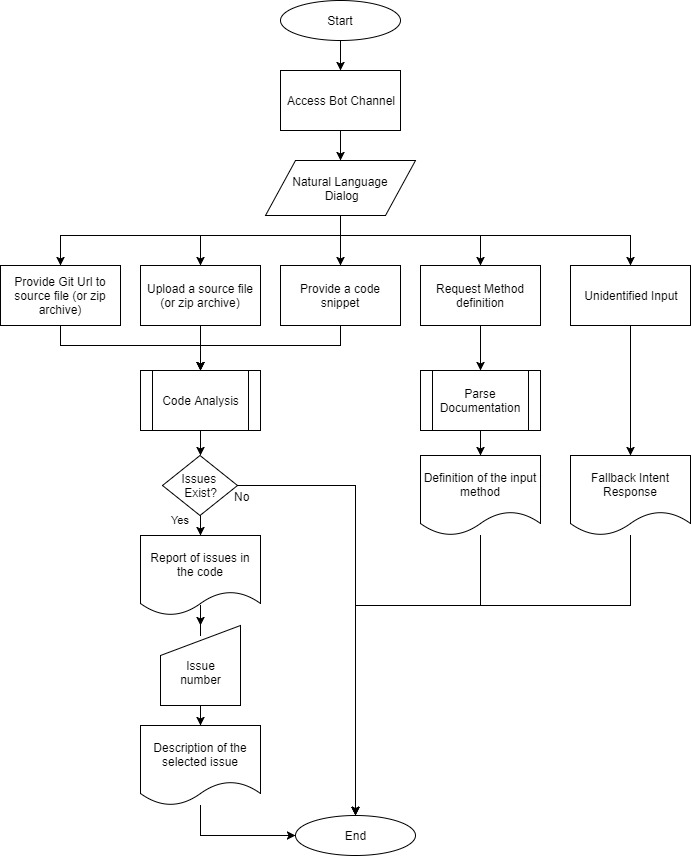 Start
Access Bot Channel
Natural Language
Dialog
Provide Git Url to
source file (or zip
archive)
Upload a source file
(or zip archive)
Provide a code
snippet
Request Method
definition
Unidentified Input
Code Analysis
Parse
Documentation
Issues
Exist?
No
Yes
Definition of the input
method
Fallback Intent
Response
Report of issues in
the code
Issue
number
Description of the
selected issue
End